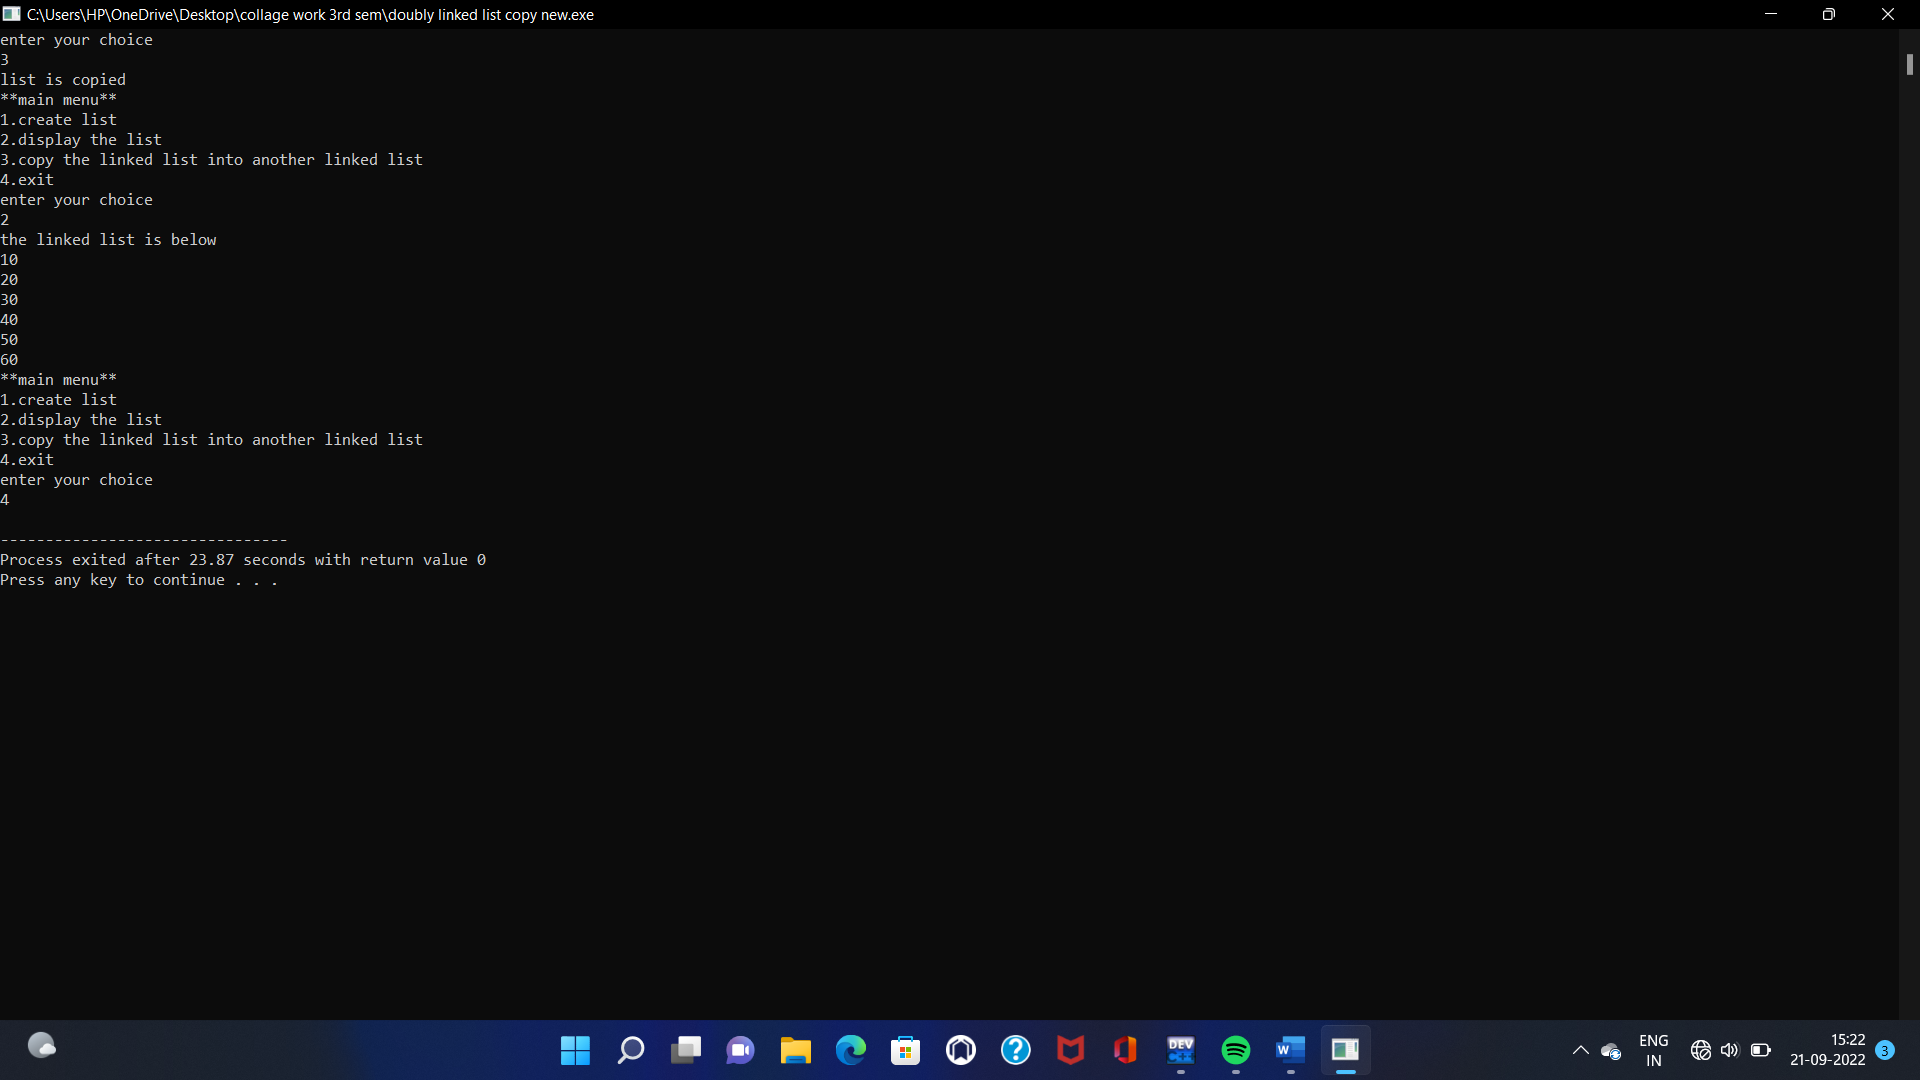 C:\Users\HP\OneDrive\Desktop\collage work 3rd sem\doubly linked list copy new.exe
enter your choice
3
list is copied
**main menu**
1.create list
2.display the list
3.copy the linked list into another linked list
4.exit
enter your choice
2
the linked list is below
10
20
30
40
50
60
**main menu**
1.create list
2.display the list
3.copy the linked list into another linked list
4.exit
enter your choice
4
--------------------------------
Process exited after 23.87 seconds with return value 0
Press any key to continue . . .
DEV
C++
W
ENG
IN
15:22
21-09-2022
3